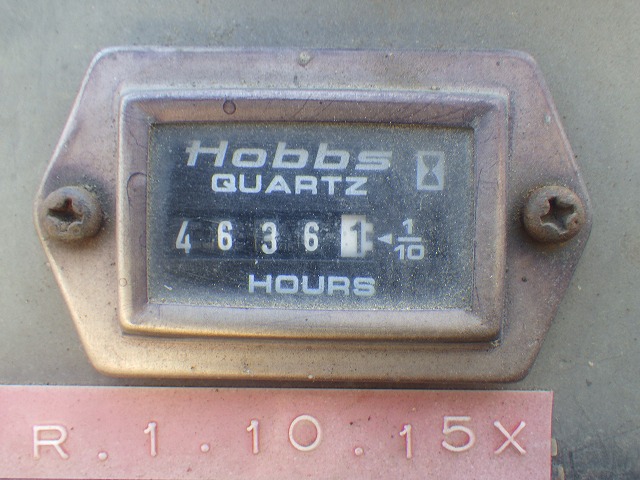 Hobbs
QUARTZ
4 6 3 6 1 ◄ 1/10
HOURS
R.1.10.15X